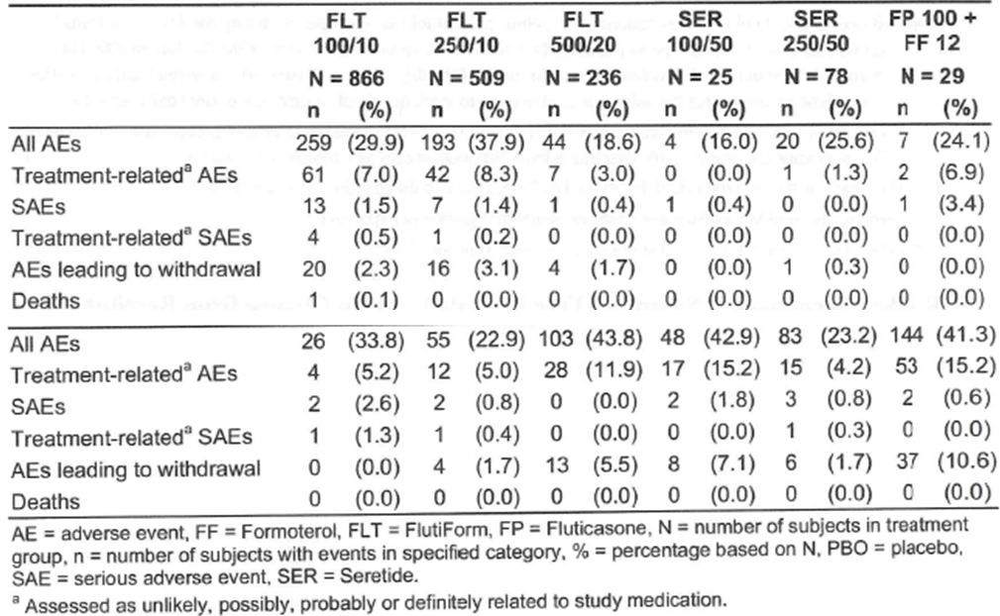 FLT FLT FLT SER SER FP 100 +
100/10 250/10 500/20 100/50 250/50 FF 12
N = 866 N = 509 N = 236 N = 25 N = 78 N = 29
n (%) n (%) n (%) n (%) n (%) n (%)
All AEs 259 (29.9) 193 (37.9) 44 (18.6) 4 (16.0) 20 (25.6) 7 (24.1)
Treatment-relatedª AEs 61 (7.0) 42 (8.3) 7 (3.0) 0 (0.0) 1 (1.3) 2 (6.9)
SAEs 13 (1.5) 7 (1.4) 1 (0.4) 1 (0.4) 0 (0.0) 1 (3.4)
Treatment-relatedª SAEs 4 (0.5) 1 (0.2) 0 (0.0) 0 (0.0) 0 (0.0) 0 (0.0)
AEs leading to withdrawal 20 (2.3) 16 (3.1) 4 (1.7) 0 (0.0) 1 (0.3) 0 (0.0)
Deaths 1 (0.1) 0 (0.0) 0 (0.0) 0 (0.0) 0 (0.0) 0 (0.0)
All AEs 26 (33.8) 55 (22.9) 103 (43.8) 48 (42.9) 83 (23.2) 144 (41.3)
Treatment-relatedª AEs 4 (5.2) 12 (5.0) 28 (11.9) 17 (15.2) 15 (4.2) 53 (15.2)
SAEs 2 (2.6) 2 (0.8) 0 (0.0) 2 (1.8) 3 (0.8) 2 (0.6)
Treatment-relatedª SAEs 1 (1.3) 1 (0.4) 0 (0.0) 0 (0.0) 1 (0.3) 0 (0.0)
AEs leading to withdrawal 0 (0.0) 4 (1.7) 13 (5.5) 8 (7.1) 6 (1.7) 37 (10.6)
Deaths 0 (0.0) 0 (0.0) 0 (0.0) 0 (0.0) 0 (0.0) 0 (0.0)
AE = adverse event, FF = Formoterol, FLT = FlutiForm, FP = Fluticasone, N = number of subjects in treatment
group, n = number of subjects with events in specified category, % = percentage based on N, PBO = placebo,
SAE = serious adverse event, SER = Seretide.
ª Assessed as unlikely, possibly, probably or definitely related to study medication.